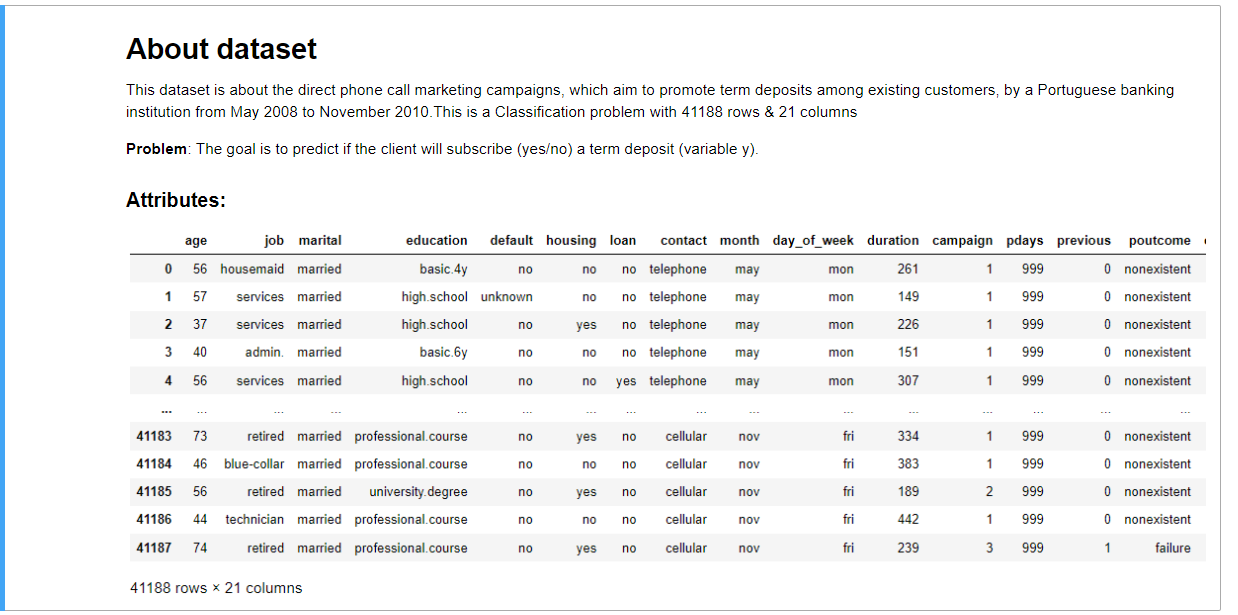 About dataset
This dataset is about the direct phone call marketing campaigns, which aim to promote term deposits among existing customers, by a Portuguese banking
institution from May 2008 to November 2010.This is a Classification problem with 41188 rows & 21 columns
Problem: The goal is to predict if the client will subscribe (yes/no) a term deposit (variable y).
Attributes:
age job marital education default housing loan contact month day_of_week duration campaign pdays previous poutcome
0 56 housemaid married basic.4y no no no telephone may mon 261 1 999 0 nonexistent
1 57 services married high.school unknown no no telephone may mon 149 1 999 0 nonexistent
2 37 services married high.school no yes no telephone may mon 226 1 999 0 nonexistent
3 40 admin. married basic.6y no no no telephone may mon 151 1 999 0 nonexistent
4 56 services married high.school no no yes telephone may mon 307 1 999 0 nonexistent
... ... ... ... ... ... ... ... ... ... ... ... ... ... ... ...
41183 73 retired married professional.course no yes no cellular nov fri 334 1 999 0 nonexistent
41184 46 blue-collar married professional.course no no no cellular nov fri 383 1 999 0 nonexistent
41185 56 retired married university.degree no yes no cellular nov fri 189 2 999 0 nonexistent
41186 44 technician married professional.course no no no cellular nov fri 442 1 999 0 nonexistent
41187 74 retired married professional.course no yes no cellular nov fri 239 3 999 1 failure
41188 rows × 21 columns